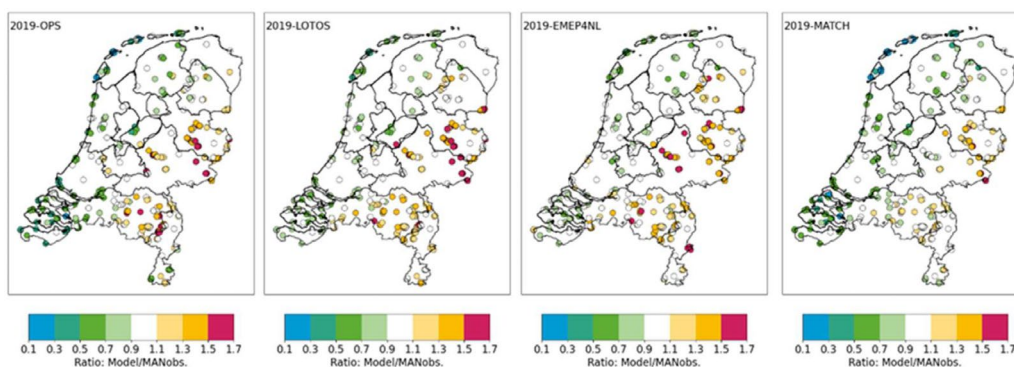 2019-OPS
2019-LOTOS
2019-EMEP4NL
2019-MATCH
0.1 0.3 0.5 0.7 0.9 1.1 1.3 1.5 1.7
Ratio: Model/MANobs.
0.1 0.3 0.5 0.7 0.9 1.1 1.3 1.5 1.7
Ratio: Model/MANobs.
0.1 0.3 0.5 0.7 0.9 1.1 1.3 1.5 1.7
Ratio: Model/MANobs.
0.1 0.3 0.5 0.7 0.9 1.1 1.3 1.5 1.7
Ratio: Model/MANobs.